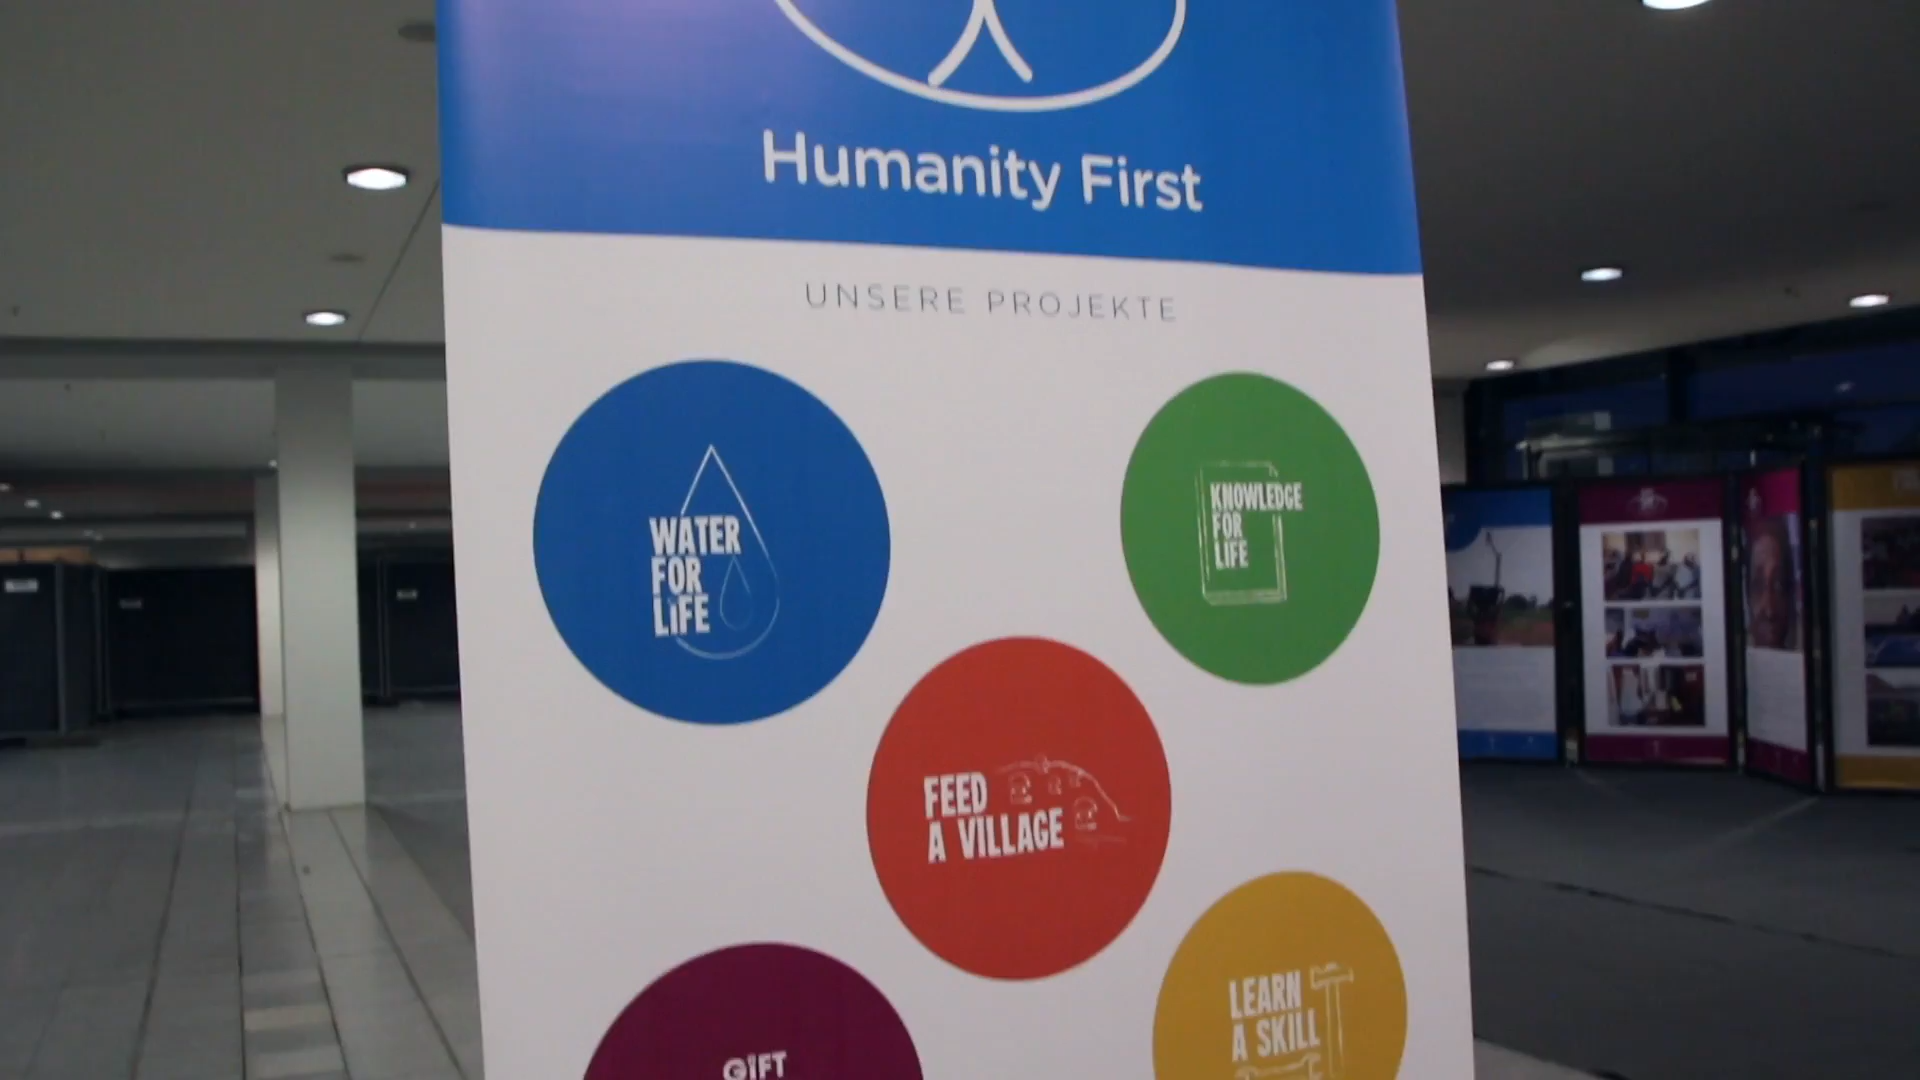 Humanity First
UNSERE PROJEKTE
WATER
FOR
LIFE
KNOWLEDGE
FOR
LIFE
FEED
A VILLAGE
LEARN
A SKILL
GIFT